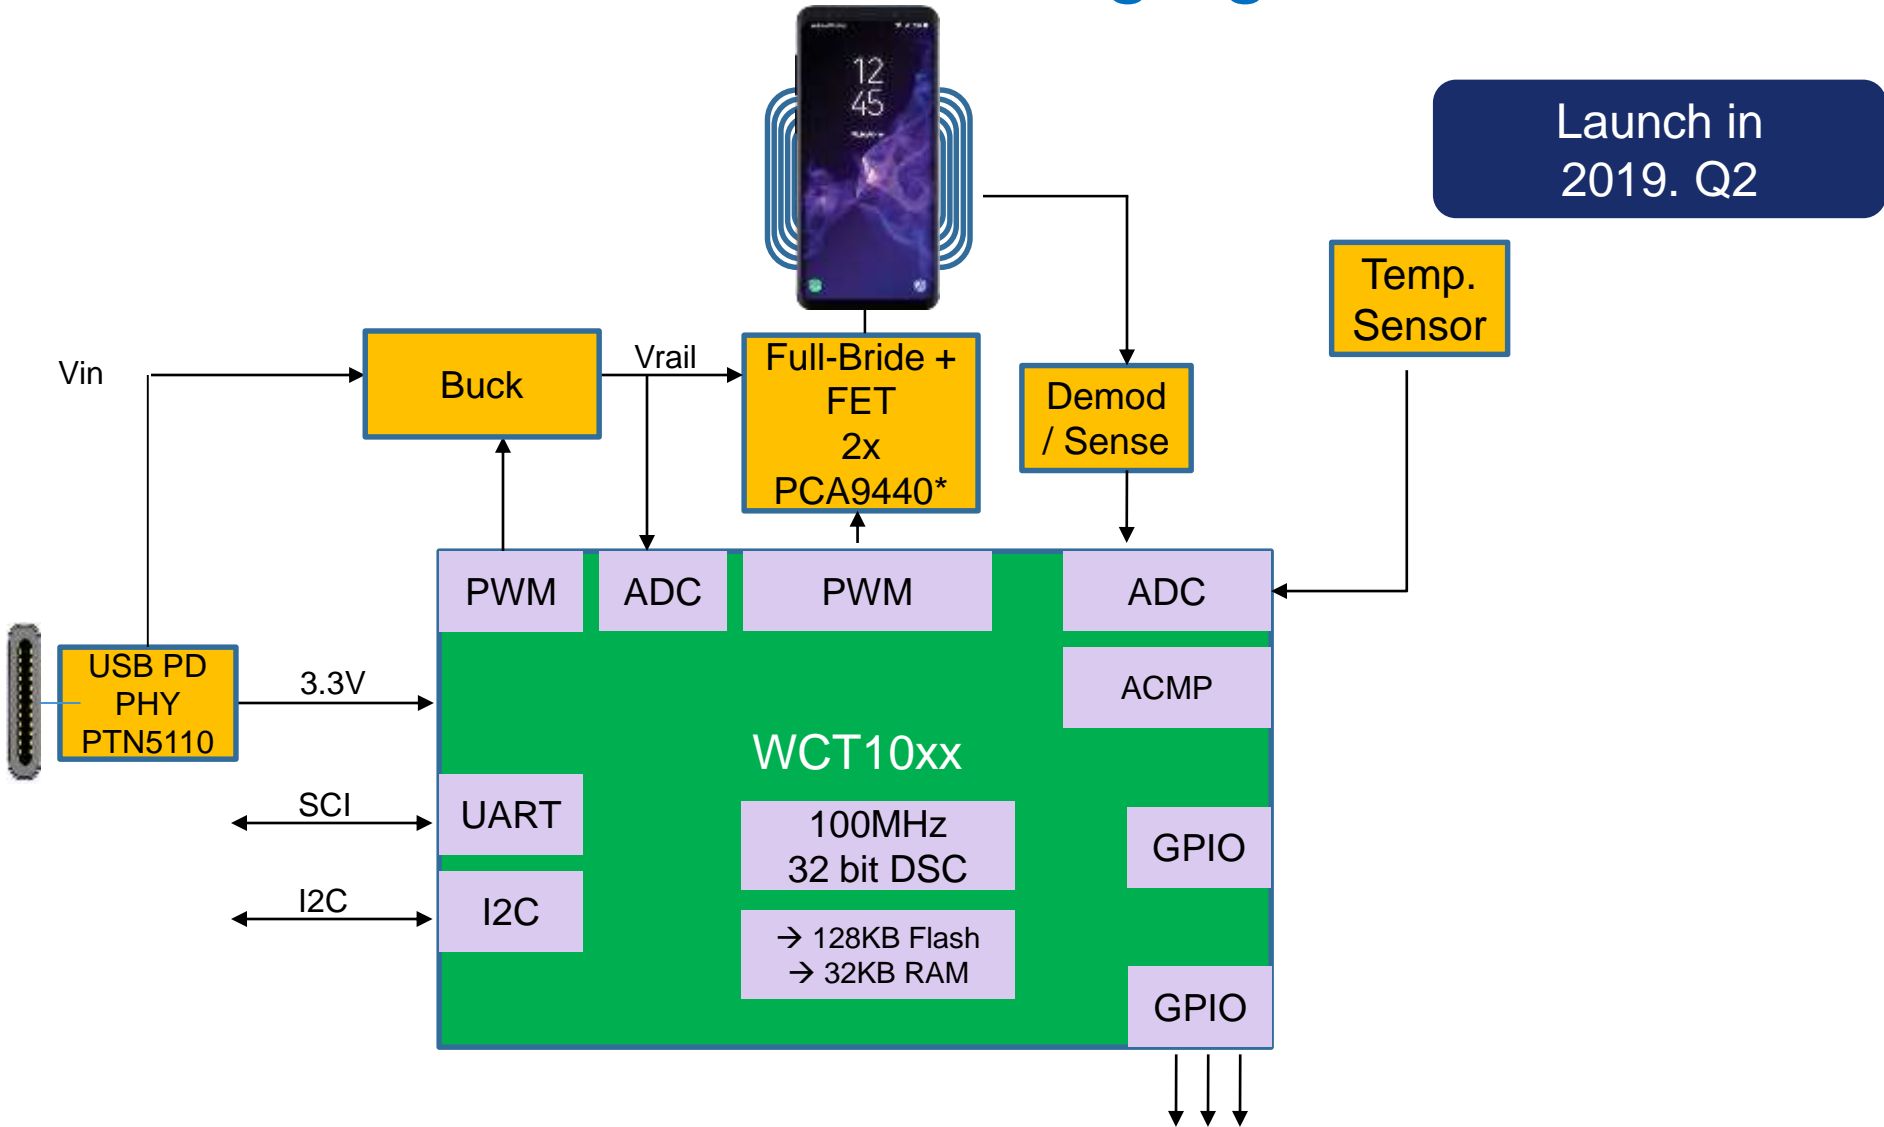 12
45
Launch in
2019. Q2
Temp.
Sensor
Vin
Buck
Vrail
Full-Bride +
FET
2x
PCA9440*
Demod
/ Sense
PWM
ADC
PWM
ADC
USB PD
PHY
PTN5110
3.3V
ACMP
WCT10xx
SCI
UART
100MHz
32 bit DSC
GPIO
I2C
I2C
→ 128KB Flash
→ 32KB RAM
GPIO